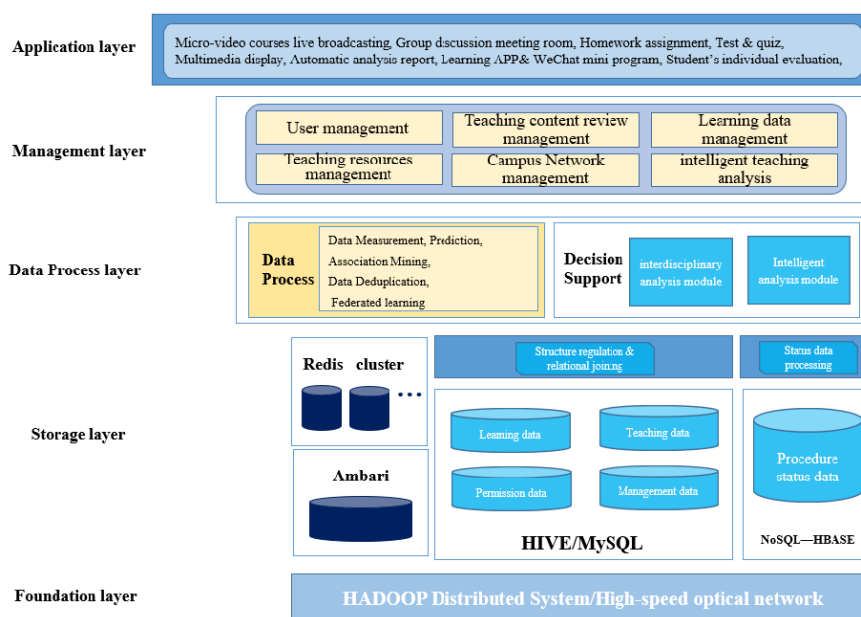 Application layer
Micro-video courses live broadcasting, Group discussion meeting room, Homework assignment, Test & quiz,
Multimedia display, Automatic analysis report, Learning APP& WeChat mini program, Student's individual evaluation,
Management layer
User management
Teaching content review
management
Learning data
management
Teaching resources
management
Campus Network
management
intelligent teaching
analysis
Data Process layer
Data
Process
Data Measurement, Prediction,
Association Mining,
Data Deduplication,
Federated learning
Decision
Support
interdisciplinary
analysis module
Intelligent
analysis module
Storage layer
Redis cluster
...
Ambari
Structure regulation &
relational joining
Learning data
Teaching data
Permission data
Management data
HIVE/MySQL
Status data
processing
Procedure
status data
NoSQL—HBASE
Foundation layer
HADOOP Distributed System/High-speed optical network